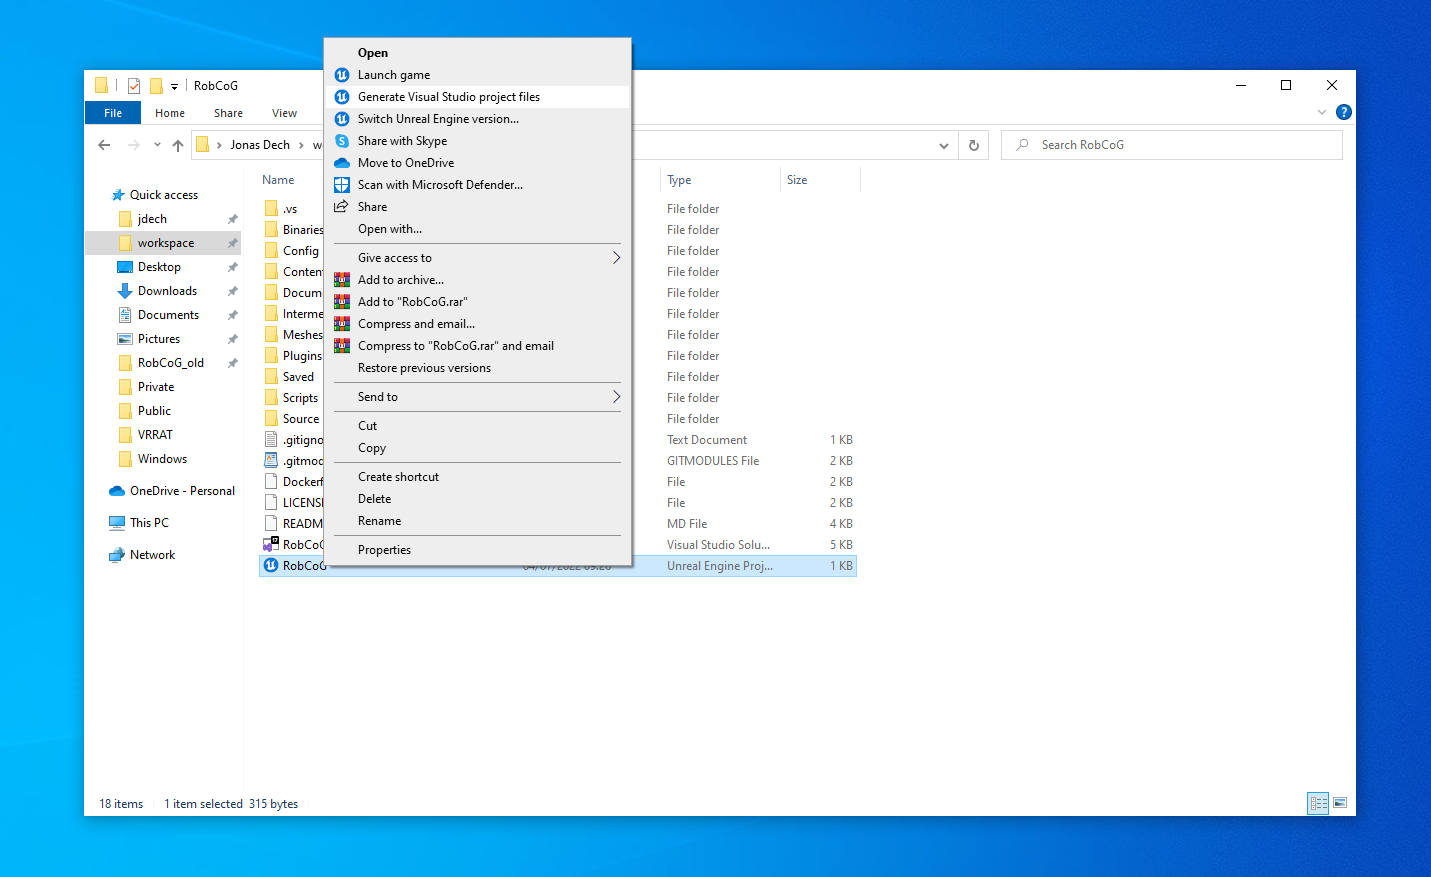 RobCoG
File Home Share View
Jonas Dech
Search RobCoG
Name Type Size
Quick access
jdech
workspace
Desktop
Downloads
Documents
Pictures
RobCoG_old
Private
Public
VRRAT
Windows
OneDrive - Personal
This PC
Network
.vs File folder
Binaries File folder
Config File folder
Conten File folder
Docum File folder
Interme File folder
Meshes File folder
Plugins File folder
Saved File folder
Scripts File folder
Source File folder
.gitigno Text Document 1 KB
.gitmod GITMODULES File 2 KB
Dockerf File 2 KB
LICENS File 2 KB
READM MD File 4 KB
RobCo Visual Studio Solu... 5 KB
RobCoG 04/07/2022 09:26 Unreal Engine Proj... 1 KB
Open
Launch game
Generate Visual Studio project files
Switch Unreal Engine version...
Share with Skype
Move to OneDrive
Scan with Microsoft Defender...
Share
Open with...
Give access to
Add to archive...
Add to "RobCoG.rar"
Compress and email...
Compress to "RobCoG.rar" and email
Restore previous versions
Send to
Cut
Copy
Create shortcut
Delete
Rename
Properties
18 items 1 item selected 315 bytes